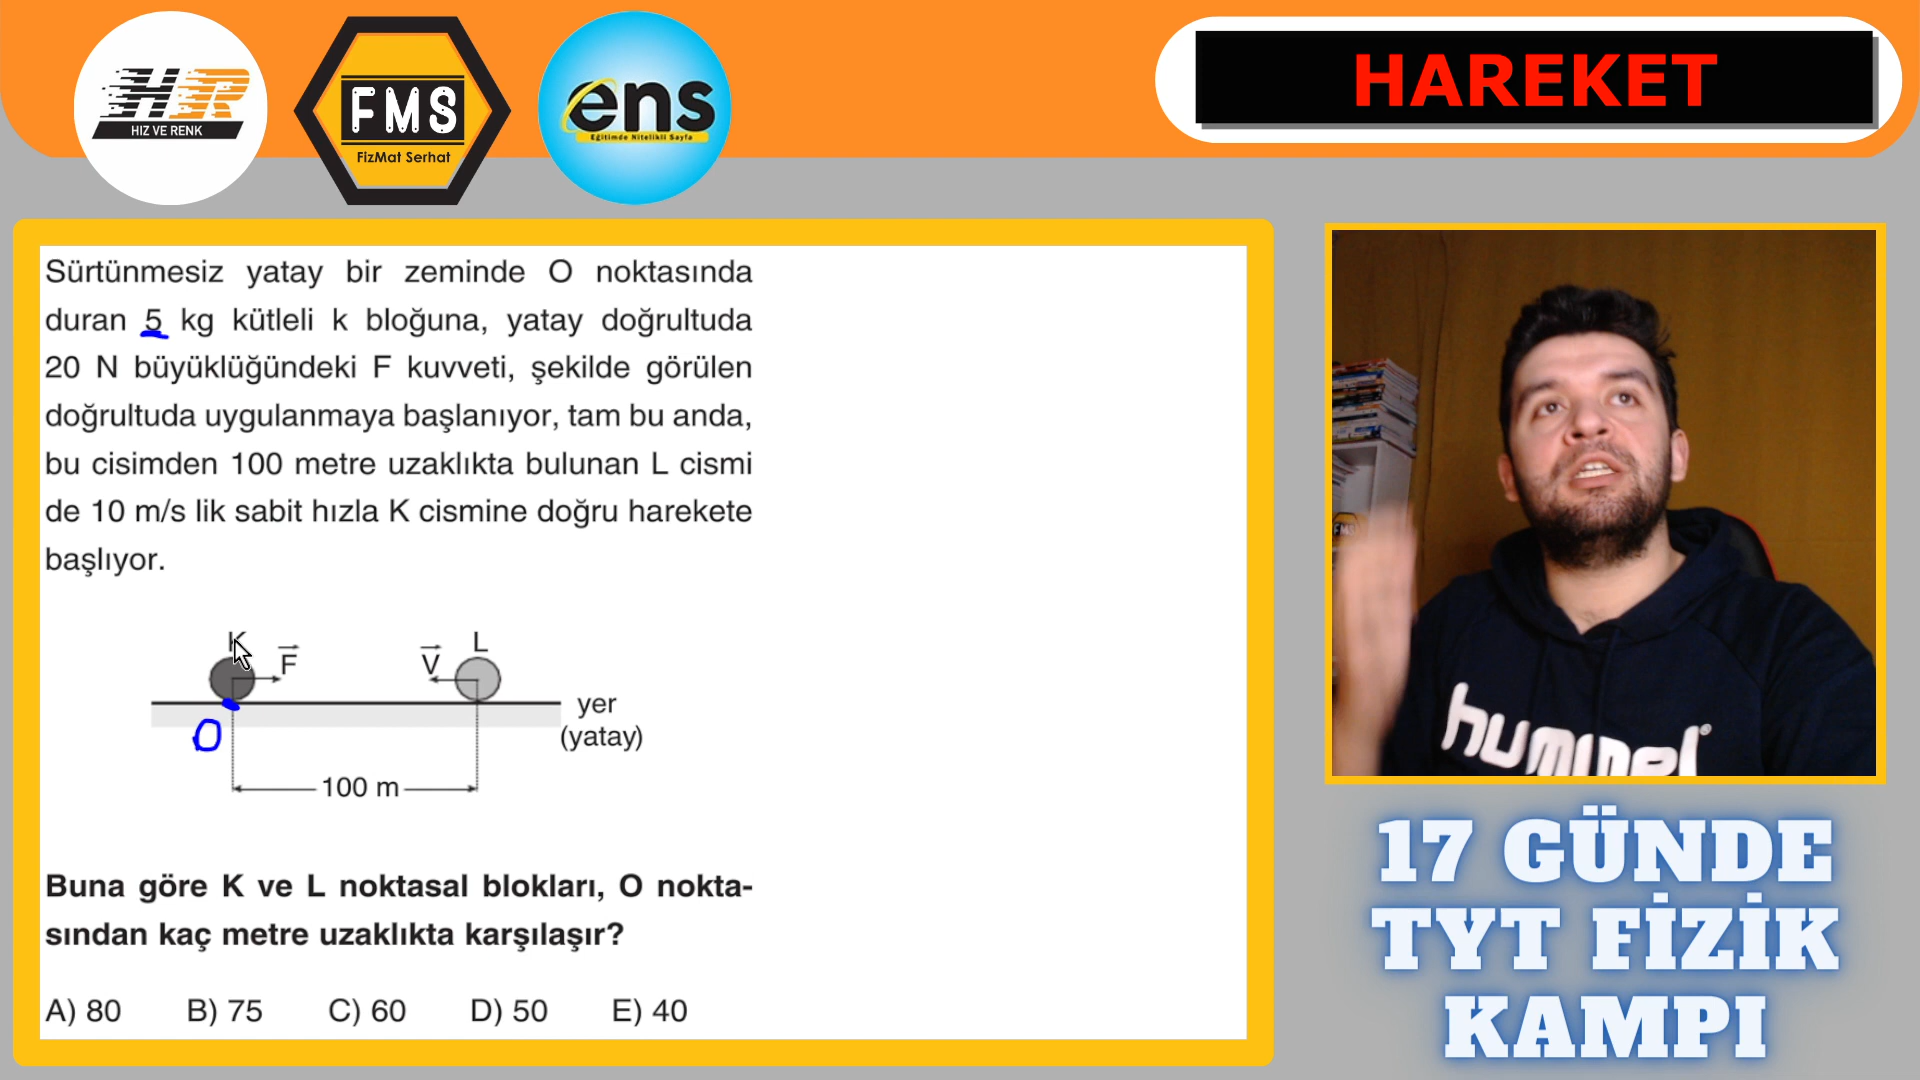 HIZ VE RENK
FMS
FizMat Serhat
ens
Eğitimde Nitelikli Sayfa
HAREKET
Sürtünmesiz yatay bir zeminde O noktasında
duran 5 kg kütleli k bloğuna, yatay doğrultuda
20 N büyüklüğündeki F kuvveti, şekilde görülen
doğrultuda uygulanmaya başlanıyor, tam bu anda,
bu cisimden 100 metre uzaklıkta bulunan L cismi
de 10 m/s lik sabit hızla K cismine doğru harekete
başlıyor.
K
F
V
L
yer
(yatay)
O
100 m
Buna göre K ve L noktasal blokları, O nokta-
sından kaç metre uzaklıkta karşılaşır?
A) 80 B) 75 C) 60 D) 50 E) 40
hummel
17 GÜNDE
TYT FİZİK
KAMPI